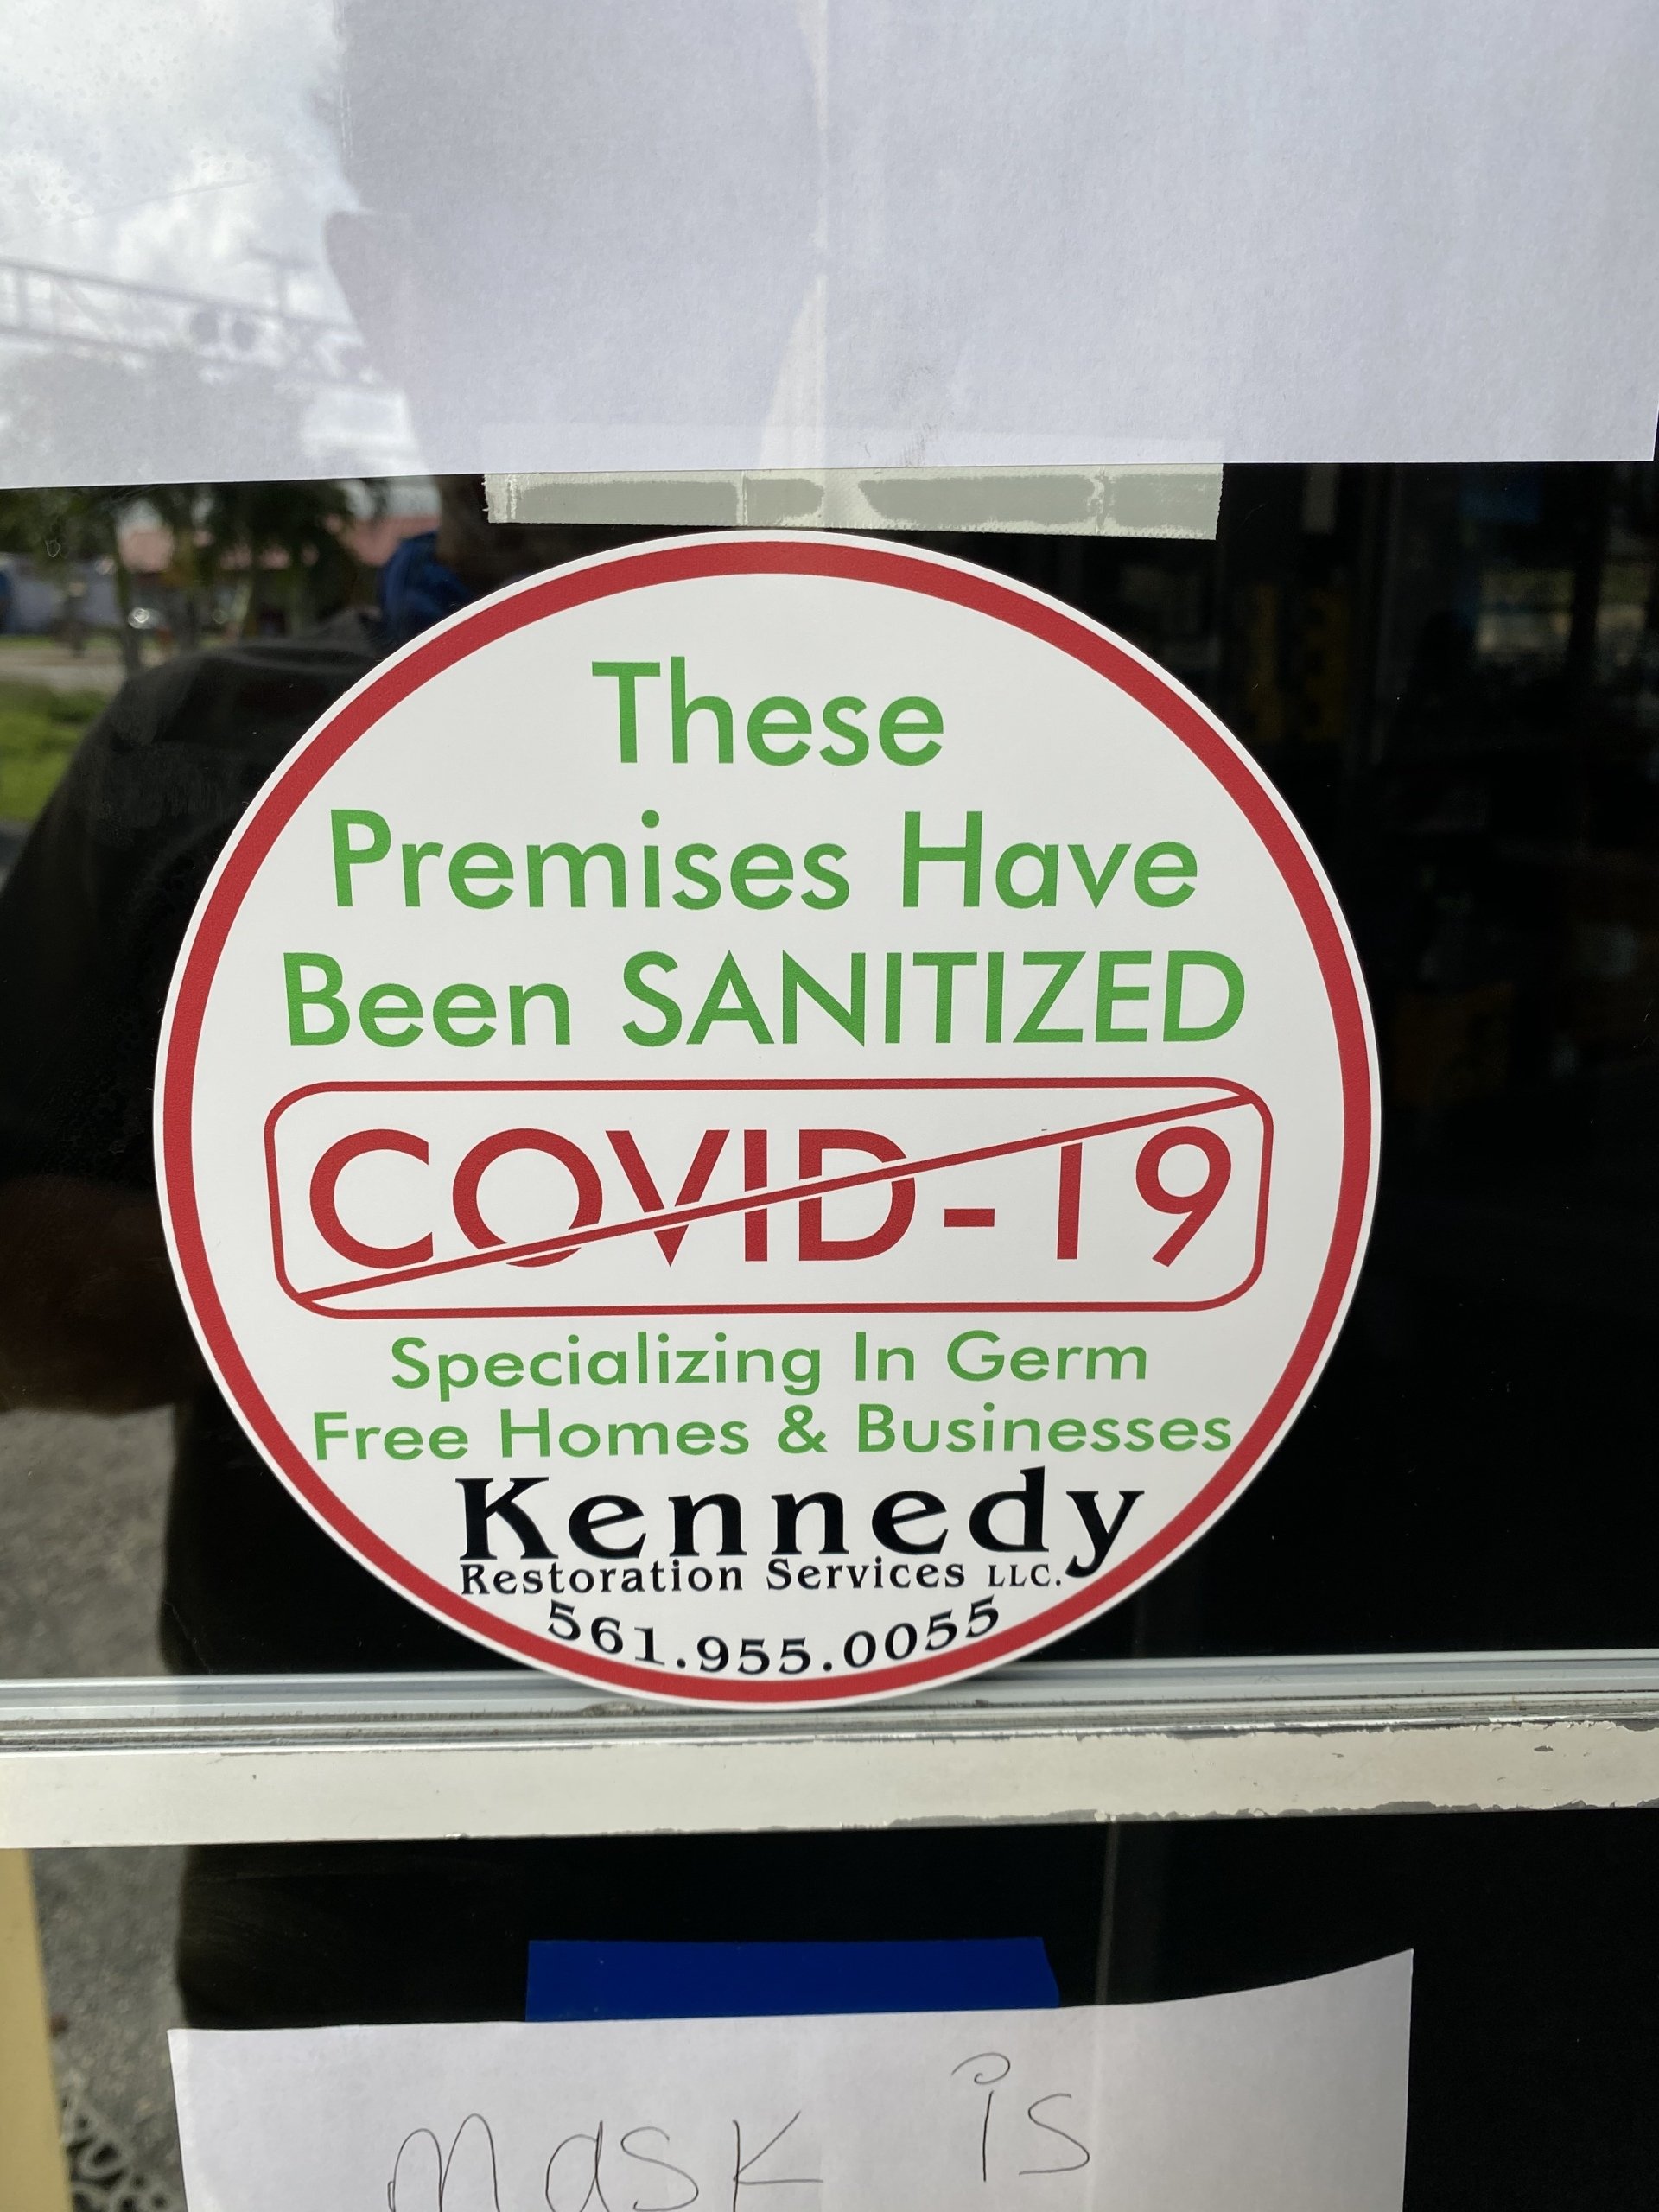 These
Premises Have
Been SANITIZED
COVID-19
Specializing In Germ
Free Homes & Businesses
Kennedy
Restoration Services LLC.
561.955.0055
Mask is